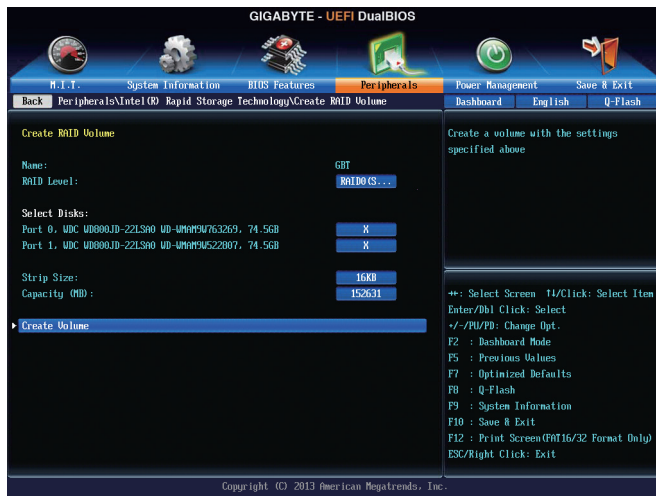 GIGABYTE - UEFI DualBIOS
M.I.T. System Information BIOS Features Peripherals Power Management Save & Exit
Back Peripherals\Intel(R) Rapid Storage Technology\Create RAID Volume Dashboard English Q-Flash
Create RAID Volume
Name: GBT
RAID Level: RAID0(S...
Select Disks:
Port 0, WDC WD800JD-22LSA0 WD-WMAM9W763269, 74.5GB X
Port 1, WDC WD800JD-22LSA0 WD-WMAM9W522807, 74.5GB X
Strip Size: 16KB
Capacity (MB): 152631
Create Volume
Create a volume with the settings
specified above
↔: Select Screen ↑↓/Click: Select Item
Enter/Dbl Click: Select
+/-/PU/PD: Change Opt.
F2 : Dashboard Mode
F5 : Previous Values
F7 : Optimized Defaults
F8 : Q-Flash
F9 : System Information
F10 : Save & Exit
F12 : Print Screen(FAT16/32 Format Only)
ESC/Right Click: Exit
Copyright (C) 2013 American Megatrends, Inc.